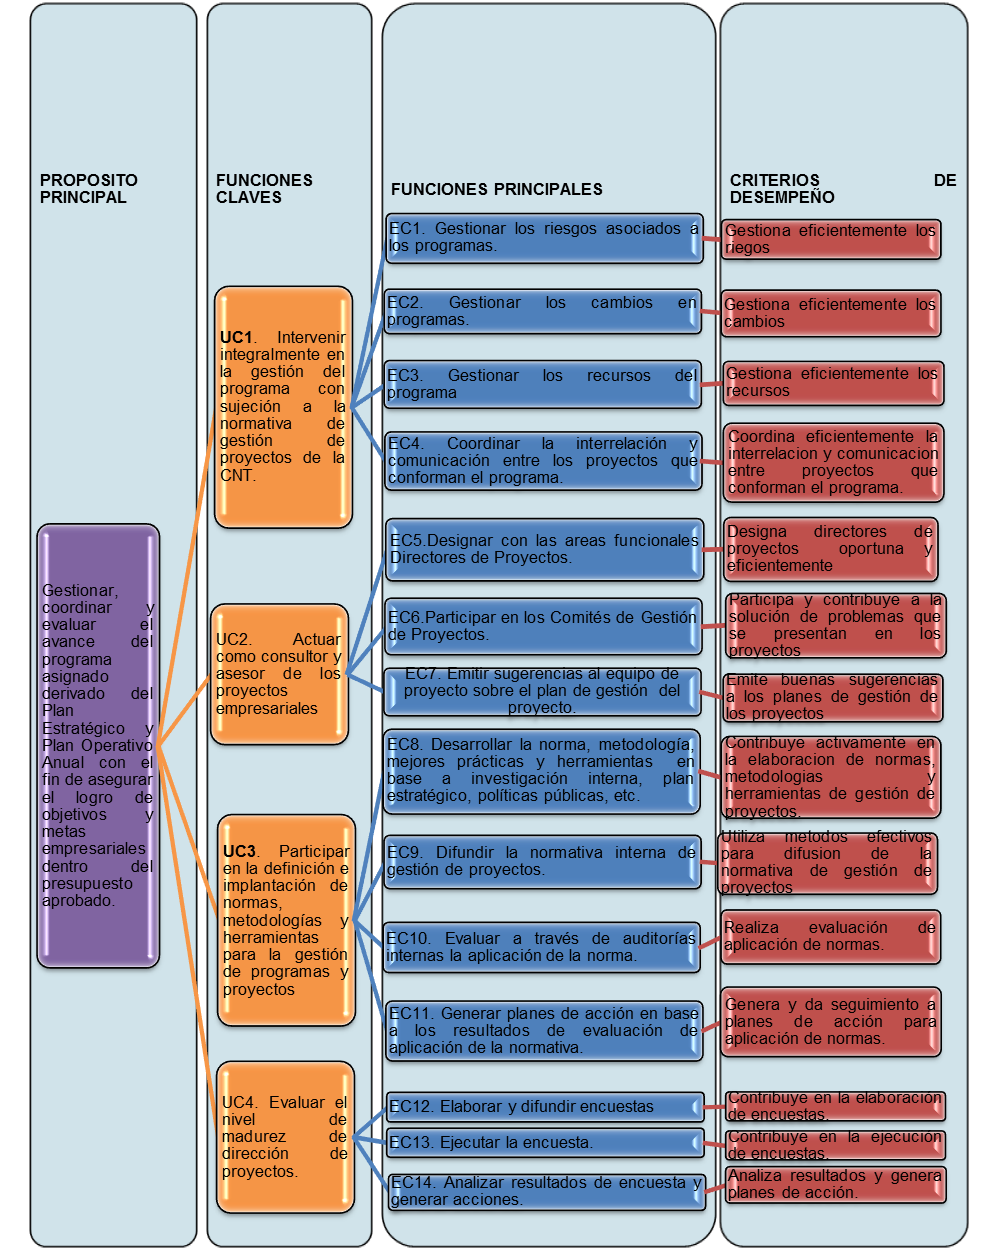 PROPOSITO
PRINCIPAL
Gestionar,
coordinar y
evaluar el
avance del
programa
asignado
derivado del
Plan
Estratégico y
Plan Operativo
Anual con el
fin de asegurar
el logro de
objetivos y
metas
empresariales
dentro del
presupuesto
aprobado.
FUNCIONES
CLAVES
UC1. Intervenir
integralmente en
la gestión del
programa con
sujeción a la
normativa de
gestión de
proyectos de la
CNT.
UC2. Actuar
como consultor y
asesor de los
proyectos
empresariales
UC3. Participar
en la definición e
implantación de
normas,
metodologías y
herramientas
para la gestión
de programas y
proyectos
UC4. Evaluar el
nivel de
madurez de
dirección de
proyectos.
FUNCIONES PRINCIPALES
EC1. Gestionar los riesgos asociados a
los programas.
EC2. Gestionar los cambios en
programas.
EC3. Gestionar los recursos del
programa
EC4. Coordinar la interrelación y
comunicación entre los proyectos que
conforman el programa.
EC5.Designar con las areas funcionales
Directores de Proyectos.
EC6.Participar en los Comités de Gestión
de Proyectos.
EC7. Emitir sugerencias al equipo de
proyecto sobre el plan de gestión del
proyecto.
EC8. Desarrollar la norma, metodología,
mejores prácticas y herramientas en
base a investigación interna, plan
estratégico, políticas públicas, etc.
EC9. Difundir la normativa interna de
gestión de proyectos.
EC10. Evaluar a través de auditorías
internas la aplicación de la norma.
EC11. Generar planes de acción en base
a los resultados de evaluación de
aplicación de la normativa.
EC12. Elaborar y difundir encuestas
EC13. Ejecutar la encuesta.
EC14. Analizar resultados de encuesta y
generar acciones.
CRITERIOS DE
DESEMPEÑO
Gestiona eficientemente los
riegos
Gestiona eficientemente los
cambios
Gestiona eficientemente los
recursos
Coordina eficientemente la
interrelacion y comunicacion
entre proyectos que
conforman el programa.
Designa directores de
proyectos oportuna y
eficientemente
Participa y contribuye a la
solución de problemas que
se presentan en los
proyectos
Emite buenas sugerencias
a los planes de gestión de
los proyectos
Contribuye activamente en
la elaboracion de normas,
metodologias y
herramientas de gestión de
proyectos.
Utiliza metodos efectivos
para difusion de la
normativa de gestión de
proyectos
Realiza evaluación de
aplicación de normas.
Genera y da seguimiento a
planes de acción para
aplicación de normas.
Contribuye en la elaboración
de encuestas.
Contribuye en la ejecución
de encuestas.
Analiza resultados y genera
planes de acción.